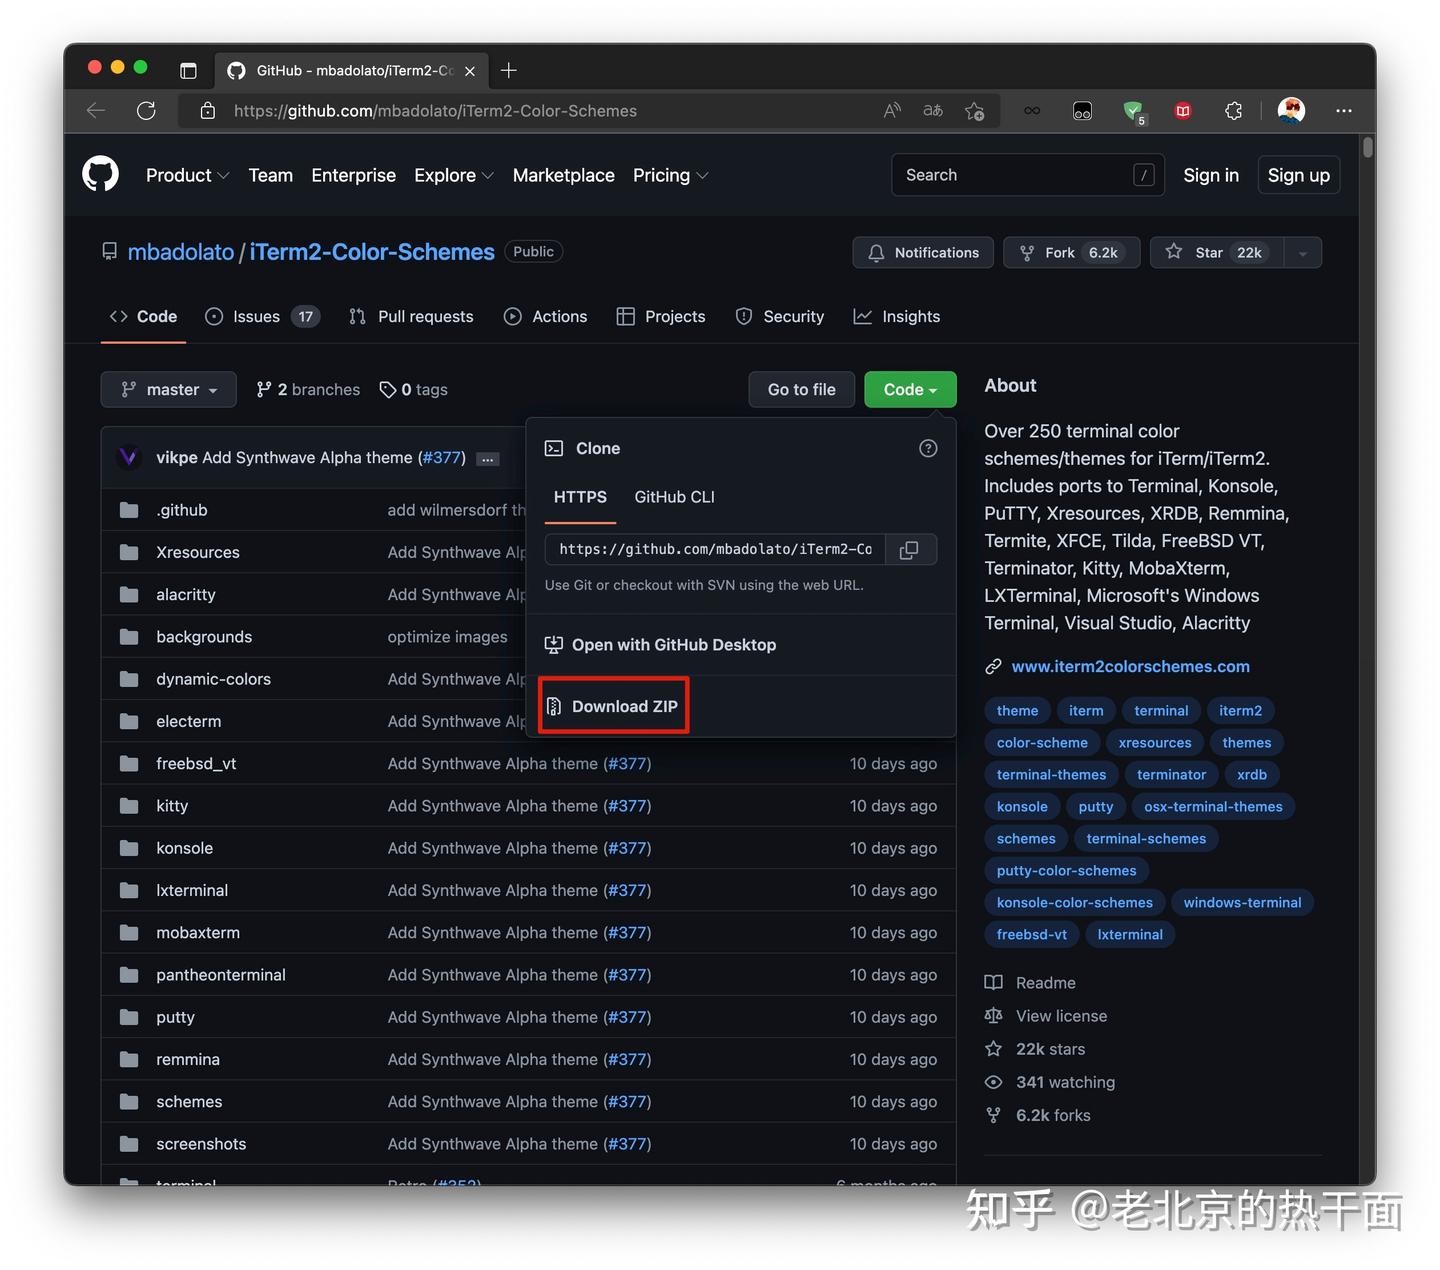 GitHub - mbadolato/iTerm2-Co
https://github.com/mbadolato/iTerm2-Color-Schemes
5
Product
Team
Enterprise
Explore
Marketplace
Pricing
Search
/
Sign in
Sign up
mbadolato / iTerm2-Color-Schemes
Public
Notifications
Fork 6.2k
Star 22k
Code
Issues 17
Pull requests
Actions
Projects
Security
Insights
master
2 branches
0 tags
Go to file
Code
vikpe Add Synthwave Alpha theme (#377) ...
.github add wilmersdorf th
Xresources Add Synthwave Alp
alacritty Add Synthwave Alp
backgrounds optimize images
dynamic-colors Add Synthwave Alp
electerm Add Synthwave Alp
freebsd_vt Add Synthwave Alpha theme (#377) 10 days ago
kitty Add Synthwave Alpha theme (#377) 10 days ago
konsole Add Synthwave Alpha theme (#377) 10 days ago
lxterminal Add Synthwave Alpha theme (#377) 10 days ago
mobaxterm Add Synthwave Alpha theme (#377) 10 days ago
pantheonterminal Add Synthwave Alpha theme (#377) 10 days ago
putty Add Synthwave Alpha theme (#377) 10 days ago
remmina Add Synthwave Alpha theme (#377) 10 days ago
schemes Add Synthwave Alpha theme (#377) 10 days ago
screenshots Add Synthwave Alpha theme (#377) 10 days ago
terminal Retro (#352) 6 months ago
Clone
HTTPS
GitHub CLI
https://github.com/mbadolato/iTerm2-Co
Use Git or checkout with SVN using the web URL.
Open with GitHub Desktop
Download ZIP
About
Over 250 terminal color
schemes/themes for iTerm/iTerm2.
Includes ports to Terminal, Konsole,
PuTTY, Xresources, XRDB, Remmina,
Termite, XFCE, Tilda, FreeBSD VT,
Terminator, Kitty, MobaXterm,
LXTerminal, Microsoft's Windows
Terminal, Visual Studio, Alacritty
www.iterm2colorschemes.com
theme iterm terminal iterm2
color-scheme xresources themes
terminal-themes terminator xrdb
konsole putty osx-terminal-themes
schemes terminal-schemes
putty-color-schemes
konsole-color-schemes windows-terminal
freebsd-vt lxterminal
Readme
View license
22k stars
341 watching
6.2k forks
知乎 @老北京的热干面